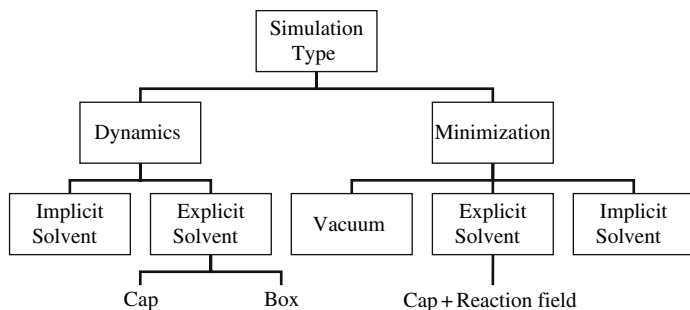 Simulation
Type
Dynamics
Minimization
Implicit
Solvent
Explicit
Solvent
Vacuum
Explicit
Solvent
Implicit
Solvent
Cap
Box
Cap + Reaction field